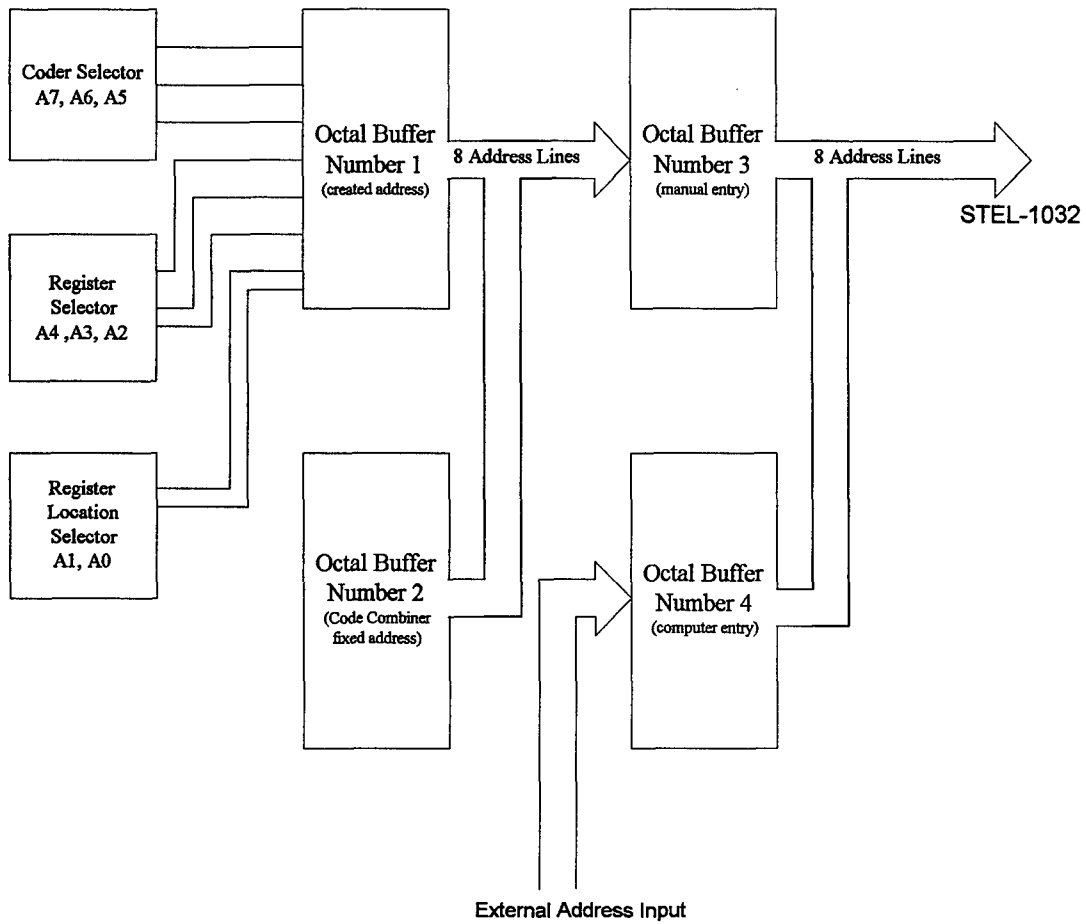 Coder Selector
A7, A6, A5
Register
Selector
A4 ,A3, A2
Register
Location
Selector
A1, A0
Octal Buffer
Number 1
(created address)
8 Address Lines
Octal Buffer
Number 3
(manual entry)
8 Address Lines
STEL-1032
Octal Buffer
Number 2
(Code Combiner
fixed address)
Octal Buffer
Number 4
(computer entry)
External Address Input